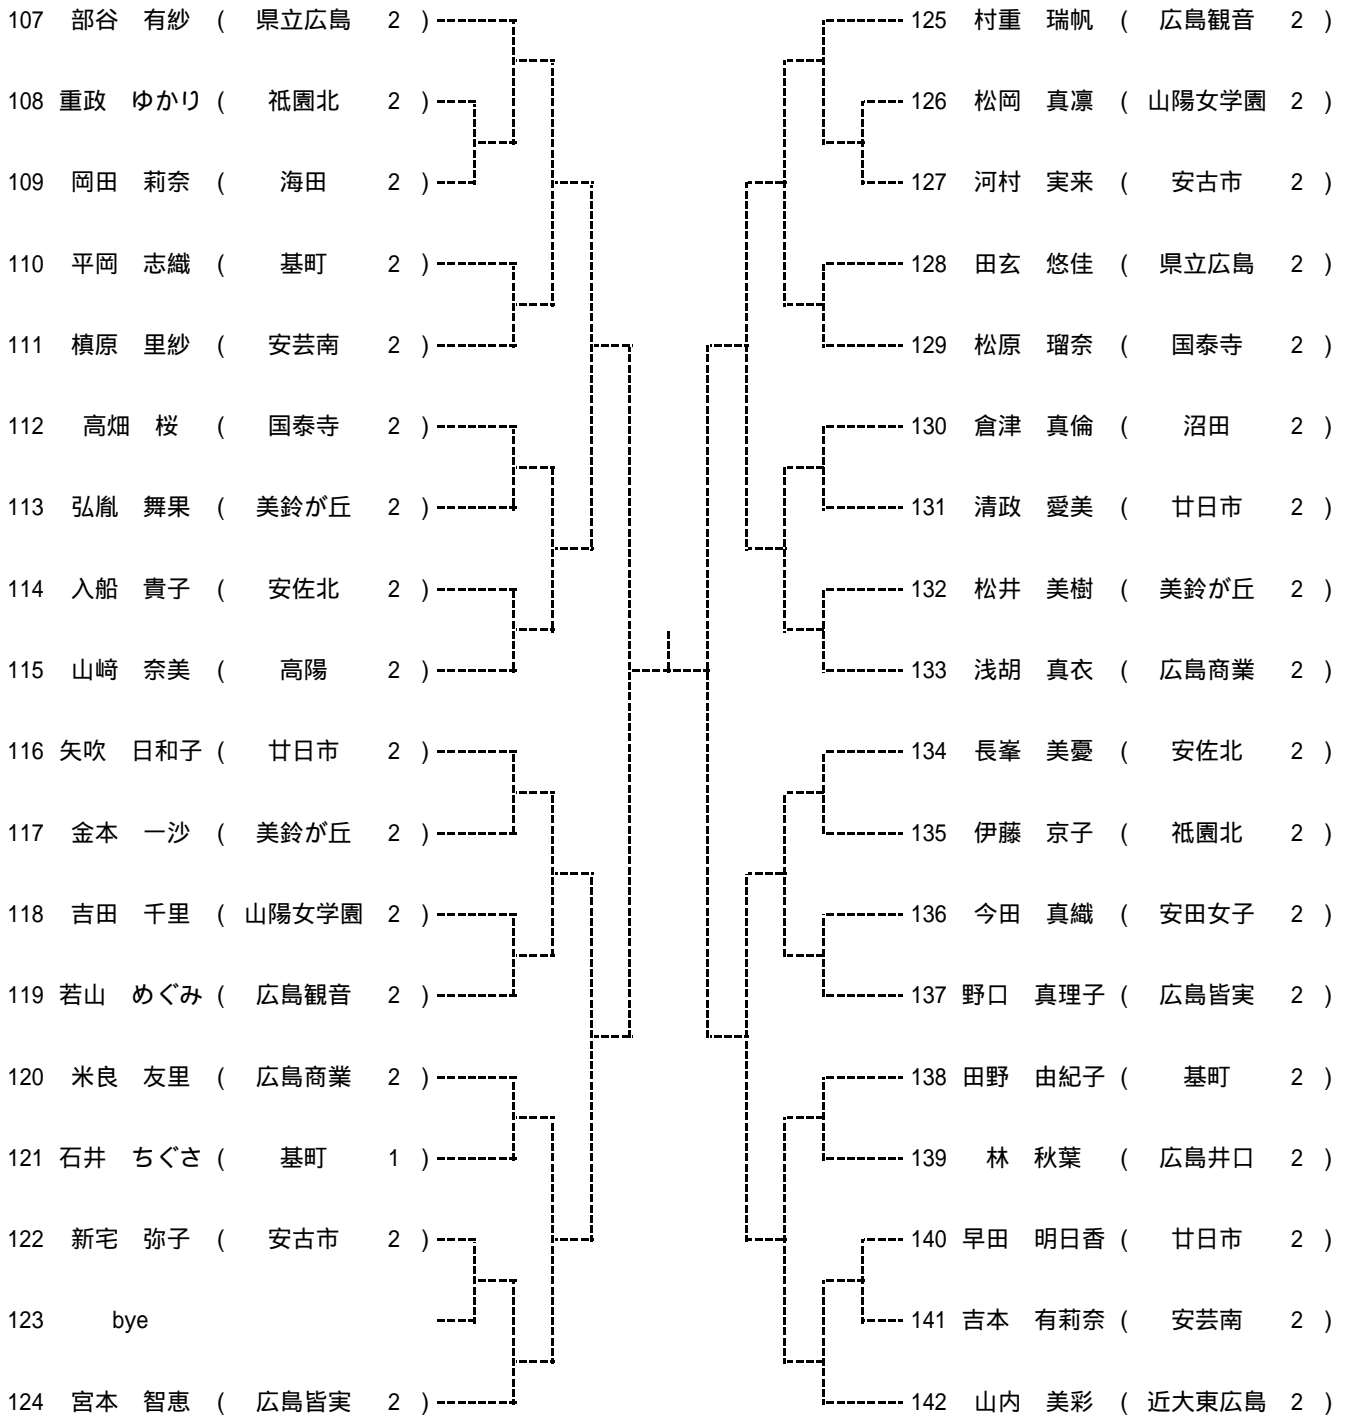 107 部谷 有紗 ( 県立広島 2 )
108 重政 ゆかり ( 祇園北 2 )
109 岡田 莉奈 ( 海田 2 )
110 平岡 志織 ( 基町 2 )
111 槙原 里紗 ( 安芸南 2 )
112 高畑 桜 ( 国泰寺 2 )
113 弘胤 舞果 ( 美鈴が丘 2 )
114 入船 貴子 ( 安佐北 2 )
115 山﨑 奈美 ( 高陽 2 )
116 矢吹 日和子 ( 廿日市 2 )
117 金本 一沙 ( 美鈴が丘 2 )
118 吉田 千里 ( 山陽女学園 2 )
119 若山 めぐみ ( 広島観音 2 )
120 米良 友里 ( 広島商業 2 )
121 石井 ちぐさ ( 基町 1 )
122 新宅 弥子 ( 安古市 2 )
123 bye
124 宮本 智恵 ( 広島皆実 2 )
125 村重 瑞帆 ( 広島観音 2 )
126 松岡 真凛 ( 山陽女学園 2 )
127 河村 実来 ( 安古市 2 )
128 田玄 悠佳 ( 県立広島 2 )
129 松原 瑠奈 ( 国泰寺 2 )
130 倉津 真倫 ( 沼田 2 )
131 清政 愛美 ( 廿日市 2 )
132 松井 美樹 ( 美鈴が丘 2 )
133 浅胡 真衣 ( 広島商業 2 )
134 長峯 美憂 ( 安佐北 2 )
135 伊藤 京子 ( 祇園北 2 )
136 今田 真織 ( 安田女子 2 )
137 野口 真理子 ( 広島皆実 2 )
138 田野 由紀子 ( 基町 2 )
139 林 秋葉 ( 広島井口 2 )
140 早田 明日香 ( 廿日市 2 )
141 吉本 有莉奈 ( 安芸南 2 )
142 山内 美彩 ( 近大東広島 2 )